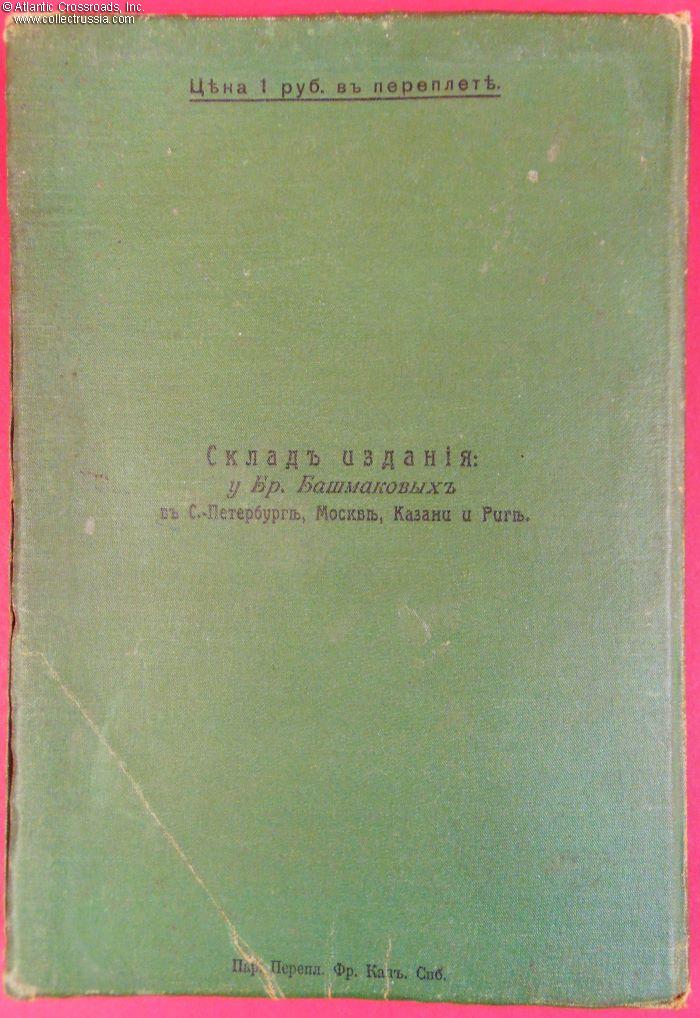 © Atlantic Crossroads, Inc.
www.collectrussia.com
Цѣна 1 руб. въ переплетѣ.
Складъ изданія:
у Бр. Башмаковыхъ
въ С.-Петербургѣ, Москвѣ, Казани и Ригѣ.
Пар. Перепл. Фр. Канъ. Спб.